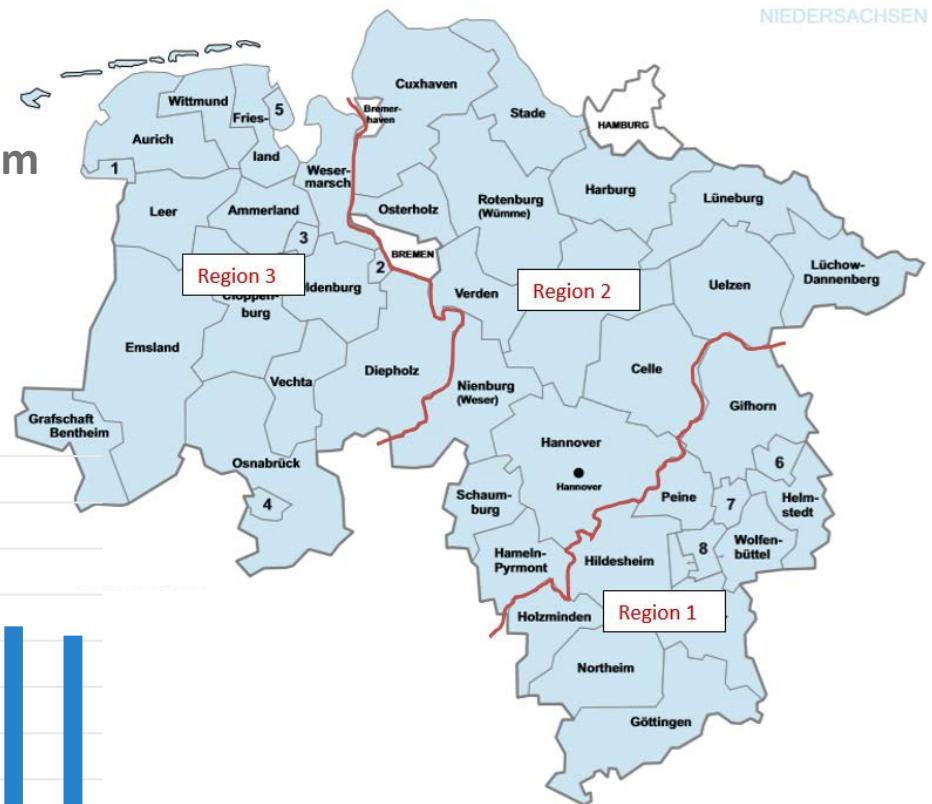 NIEDERSACHSEN
m
Cuxhaven
Wittmund
Fries-
land
5
Bremer-
haven
Stade
HAMBURG
Aurich
1
Weser-
marsch
Leer
Ammerland
Osterholz
Rotenburg
(Wümme)
Harburg
Lüneburg
3
2
BREMEN
Lüchow-
Dannenberg
Region 3
Region 2
Verden
Uelzen
burg
Emsland
Vechta
Diepholz
Nienburg
(Weser)
Celle
Gifhorn
Grafschaft
Bentheim
Osnabrück
4
Hannover
Hannover
6
Schaum-
burg
Peine
7
Helm-
stedt
Hameln-
Pyrmont
Hildesheim
8
Wolfen-
büttel
Holzminden
Region 1
Northeim
Göttingen